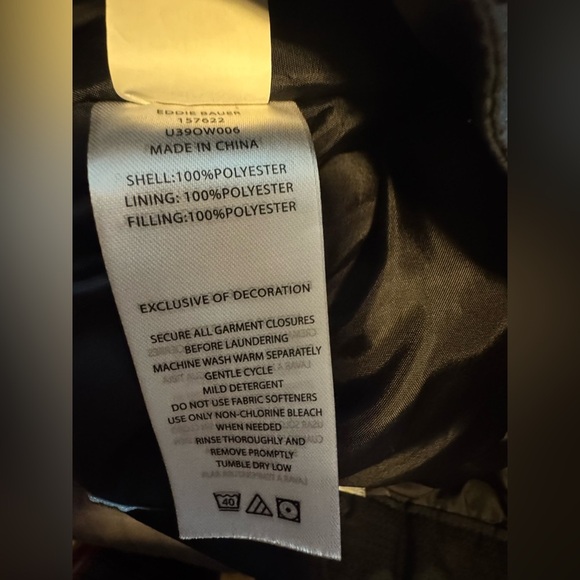 EDDIE BAUER
157622
U39OW006
MADE IN CHINA
SHELL:100%POLYESTER
LINING: 100%POLYESTER
FILLING:100%POLYESTER
EXCLUSIVE OF DECORATION
SECURE ALL GARMENT CLOSURES
BEFORE LAUNDERING
MACHINE WASH WARM SEPARATELY
GENTLE CYCLE
MILD DETERGENT
DO NOT USE FABRIC SOFTENERS
USE ONLY NON-CHLORINE BLEACH
WHEN NEEDED
RINSE THOROUGHLY AND
REMOVE PROMPTLY
TUMBLE DRY LOW
40